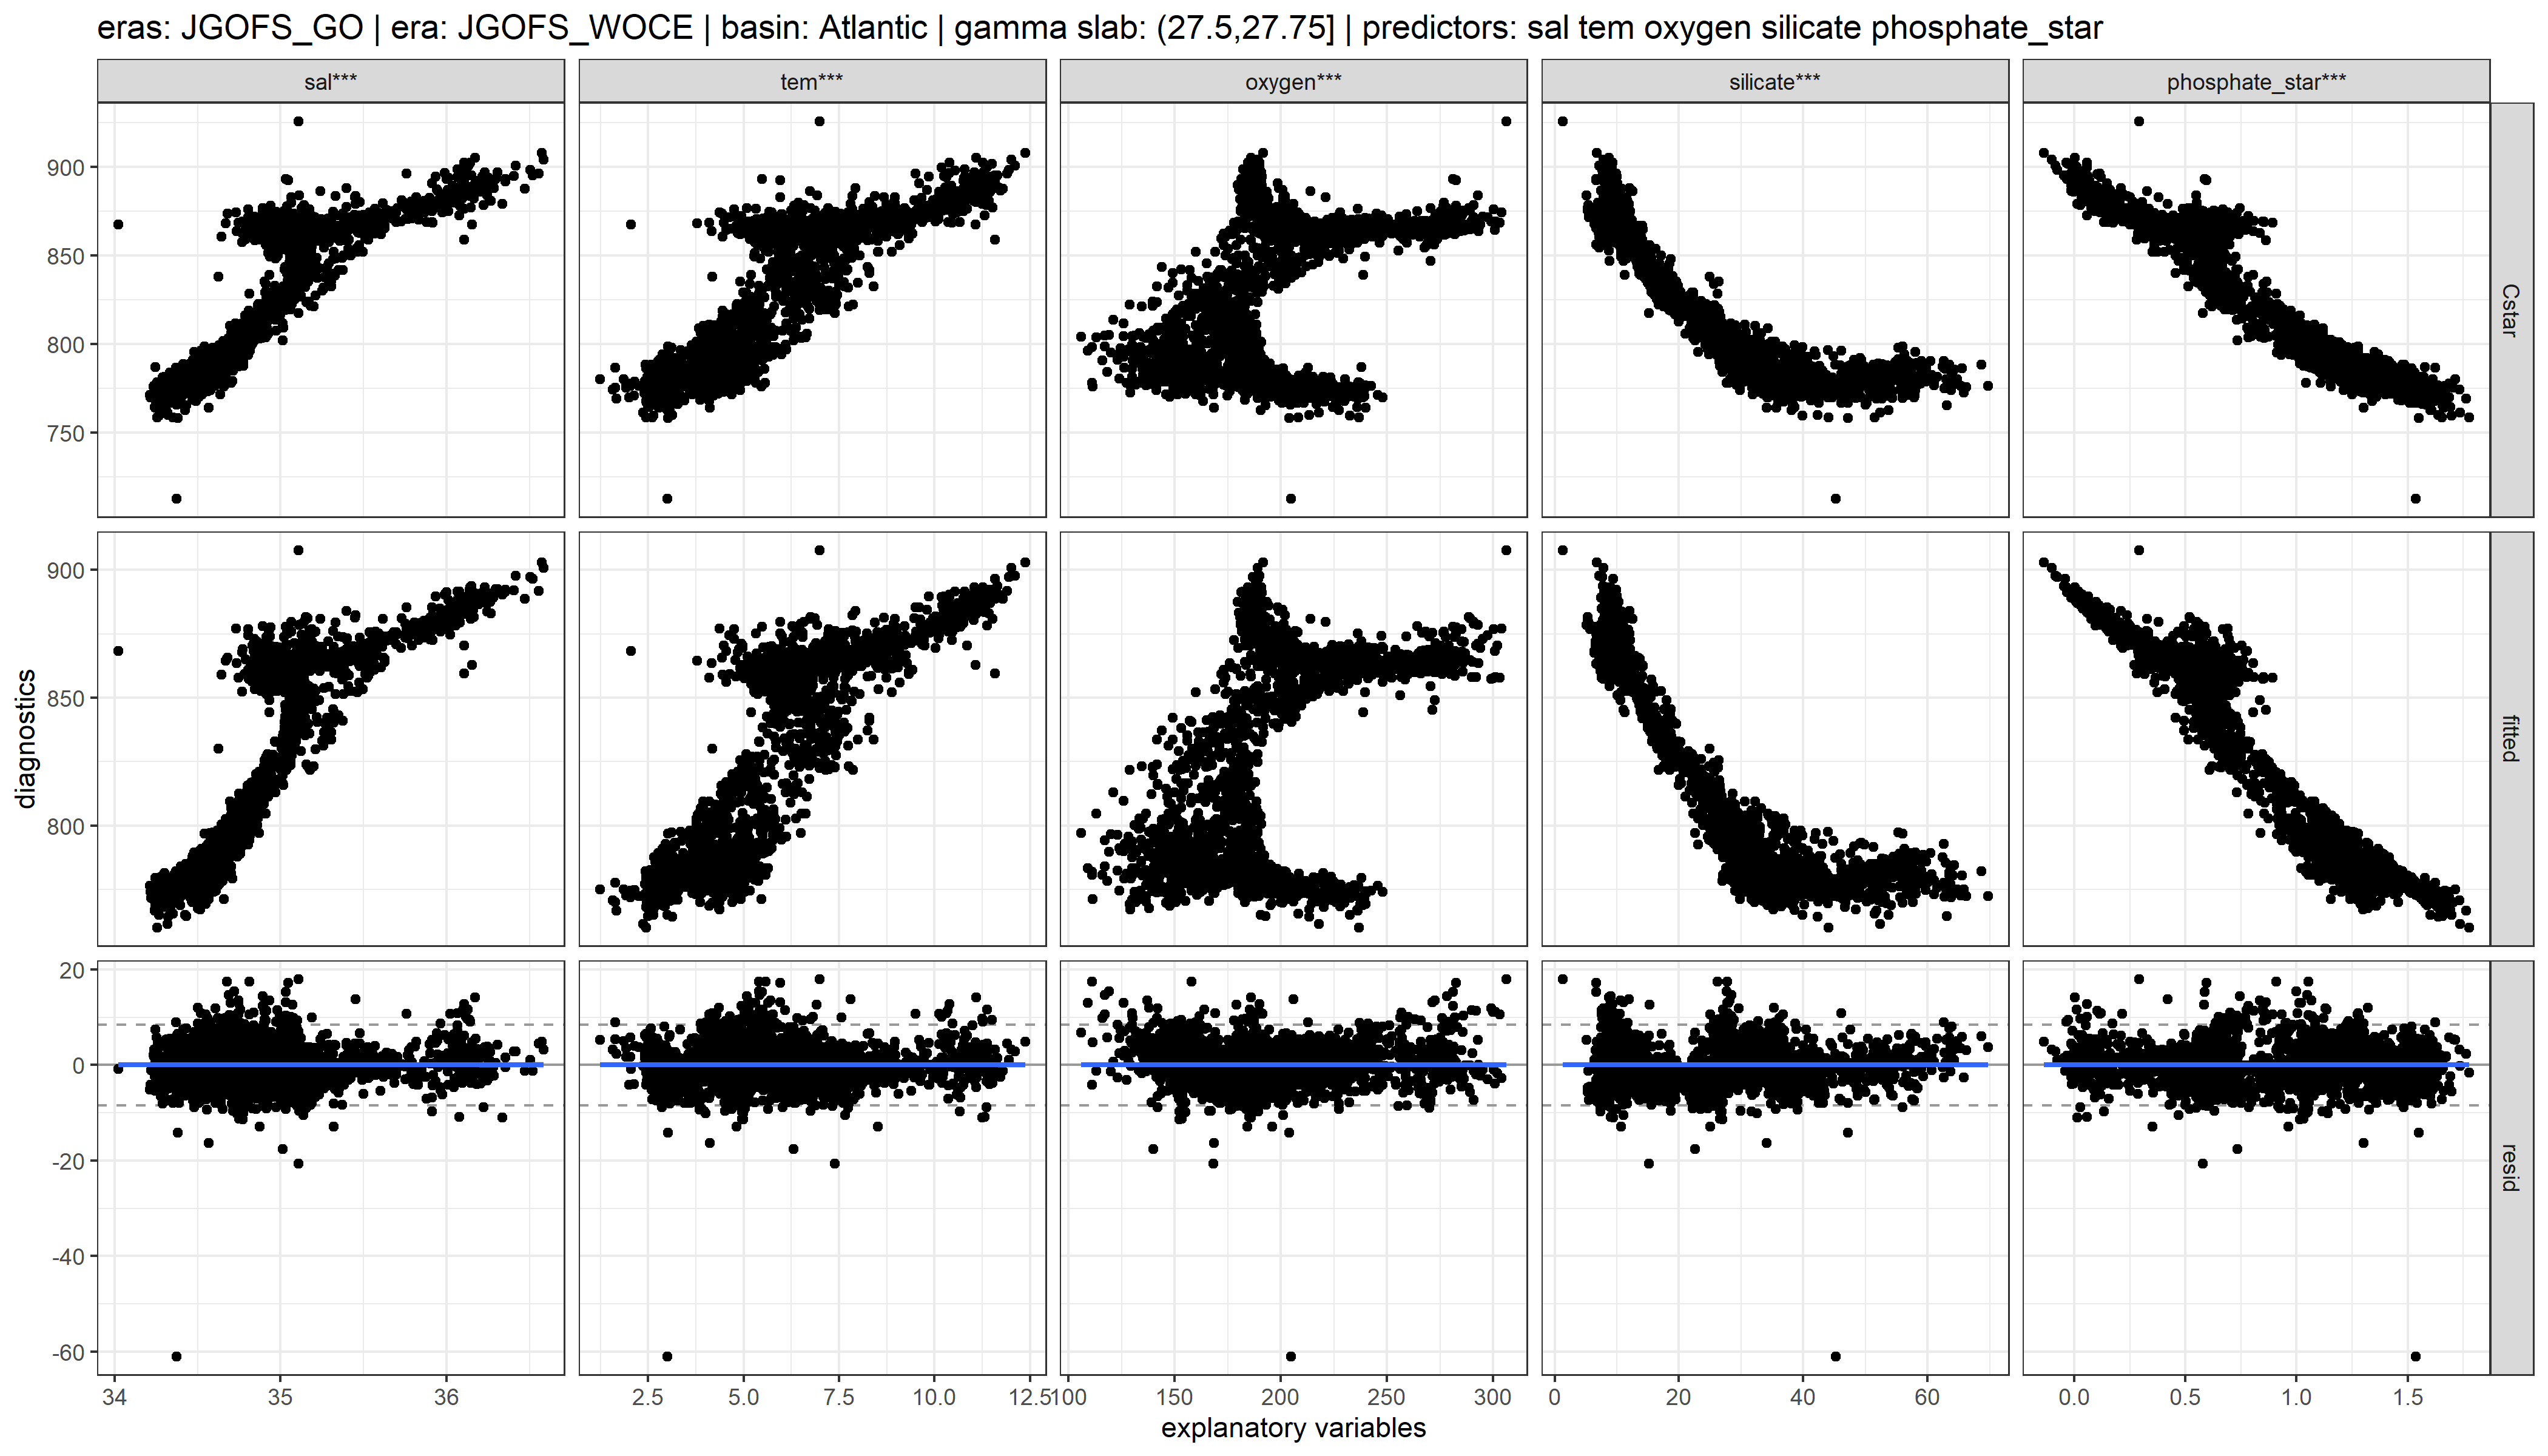 eras: JGOFS_GO | era: JGOFS_WOCE | basin: Atlantic | gamma slab: (27.5,27.75] | predictors: sal tem oxygen silicate phosphate_star
sal*** tem*** oxygen*** silicate*** phosphate_star***
900
850
800
750
Cstar
900
850
800
fitted
diagnostics
20
0
-20
-40
-60
resid
34 35 36 2.5 5.0 7.5 10.0 12.5 100 150 200 250 300 0 20 40 60 0.0 0.5 1.0 1.5
explanatory variables